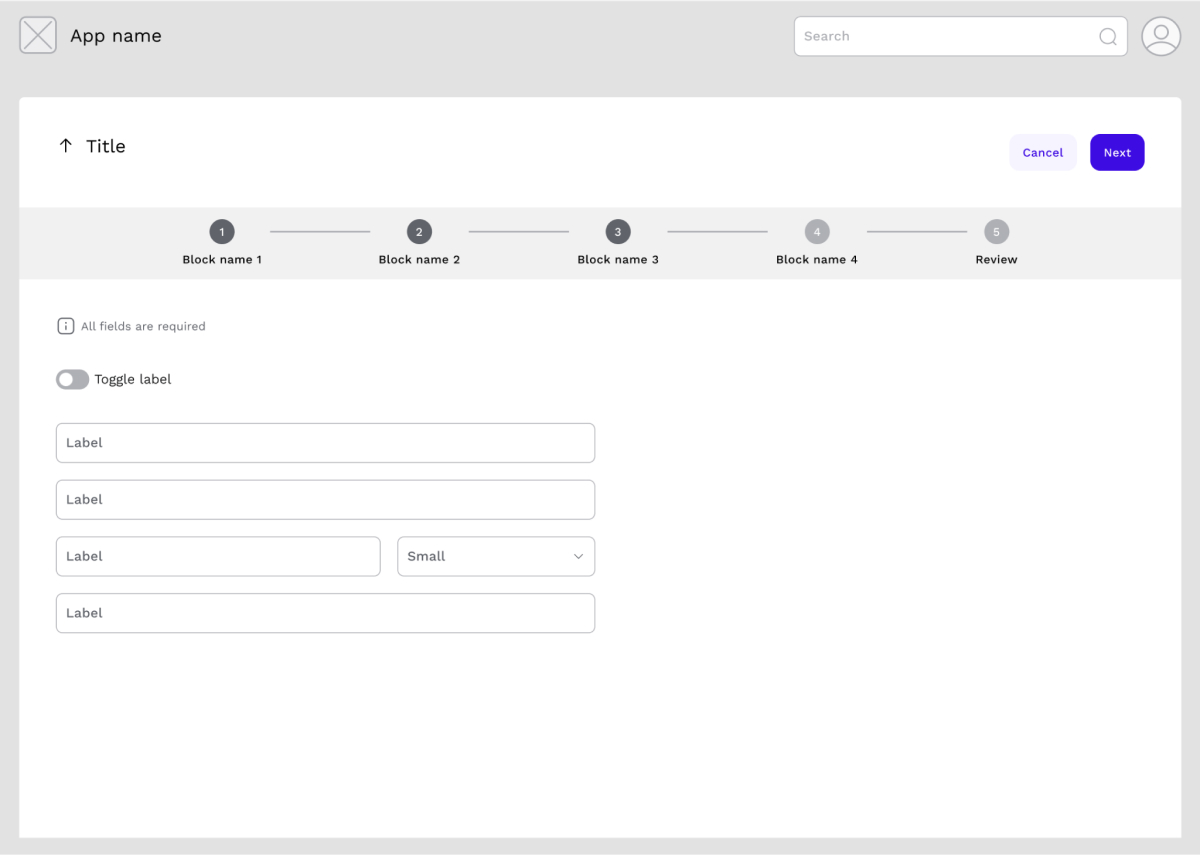 App name
Search
Title
Cancel
Next
1
2
3
4
5
Block name 1
Block name 2
Block name 3
Block name 4
Review
All fields are required
Toggle label
Label
Label
Label
Small
Label